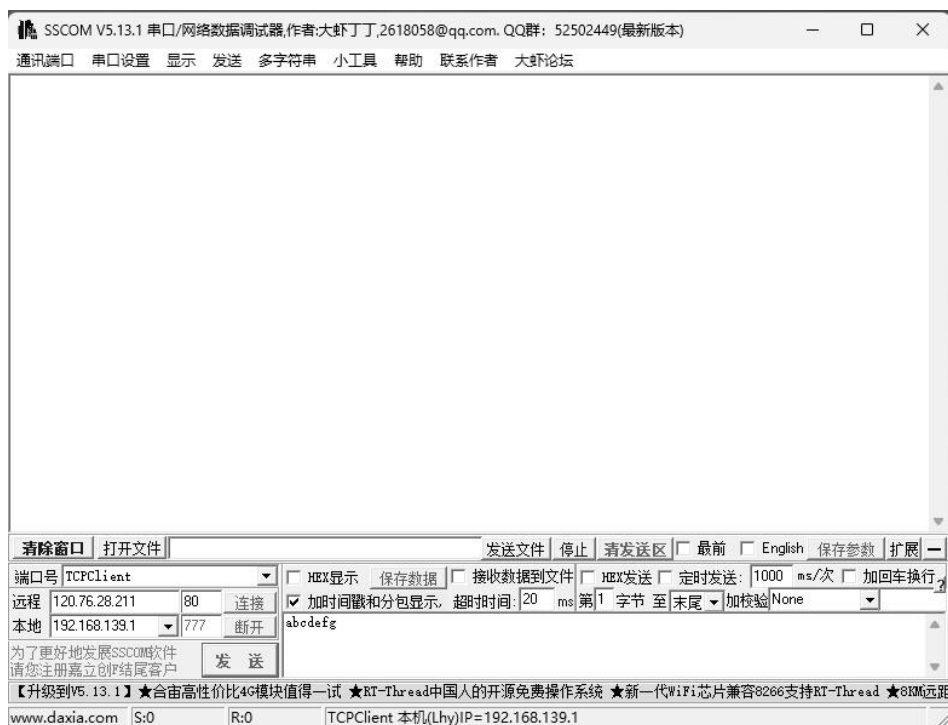 SSCOM V5.13.1 串口/网络数据调试器,作者:大虾丁丁,2618058@qq.com. QQ群: 52502449(最新版本)
通讯端口 串口设置 显示 发送 多字符串 小工具 帮助 联系作者 大虾论坛
清除窗口 打开文件 发送文件 停止 清发送区 最前 English 保存参数 扩展 —
端口号 TCPClient HEX显示 保存数据 接收数据到文件 HEX发送 定时发送: 1000 ms/次 加回车换行 ?
远程 120.76.28.211 80 连接 加时间戳和分包显示, 超时时间: 20 ms 第 1 字节 至 末尾 加校验 None
本地 192.168.139.1 777 断开 abcdefg
为了更好地发展SSCOM软件
请您注册嘉立创F结尾客户
发 送
【升级到V5.13.1】★合宙高性价比4G模块值得一试 ★RT-Thread中国人的开源免费操作系统 ★新一代WiFi芯片兼容8266支持RT-Thread ★8KM远距
www.daxia.com S:0 R:0 TCPClient 本机(Lhy)IP=192.168.139.1